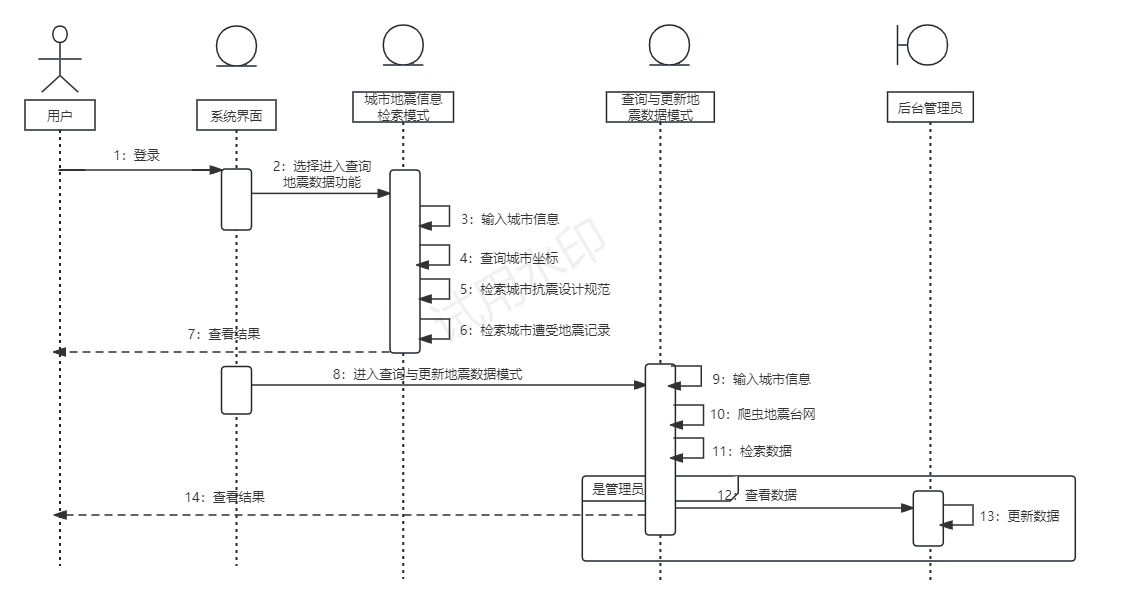 用户
系统界面
城市地震信息
检索模式
查询与更新地
震数据模式
后台管理员
1：登录
2：选择进入查询
地震数据功能
3：输入城市信息
4：查询城市坐标
5：检索城市抗震设计规范
6：检索城市遭受地震记录
试用水印
7：查看结果
8：进入查询与更新地震数据模式
9：输入城市信息
10：爬虫地震台网
11：检索数据
是管理员
12：查看数据
13：更新数据
14：查看结果